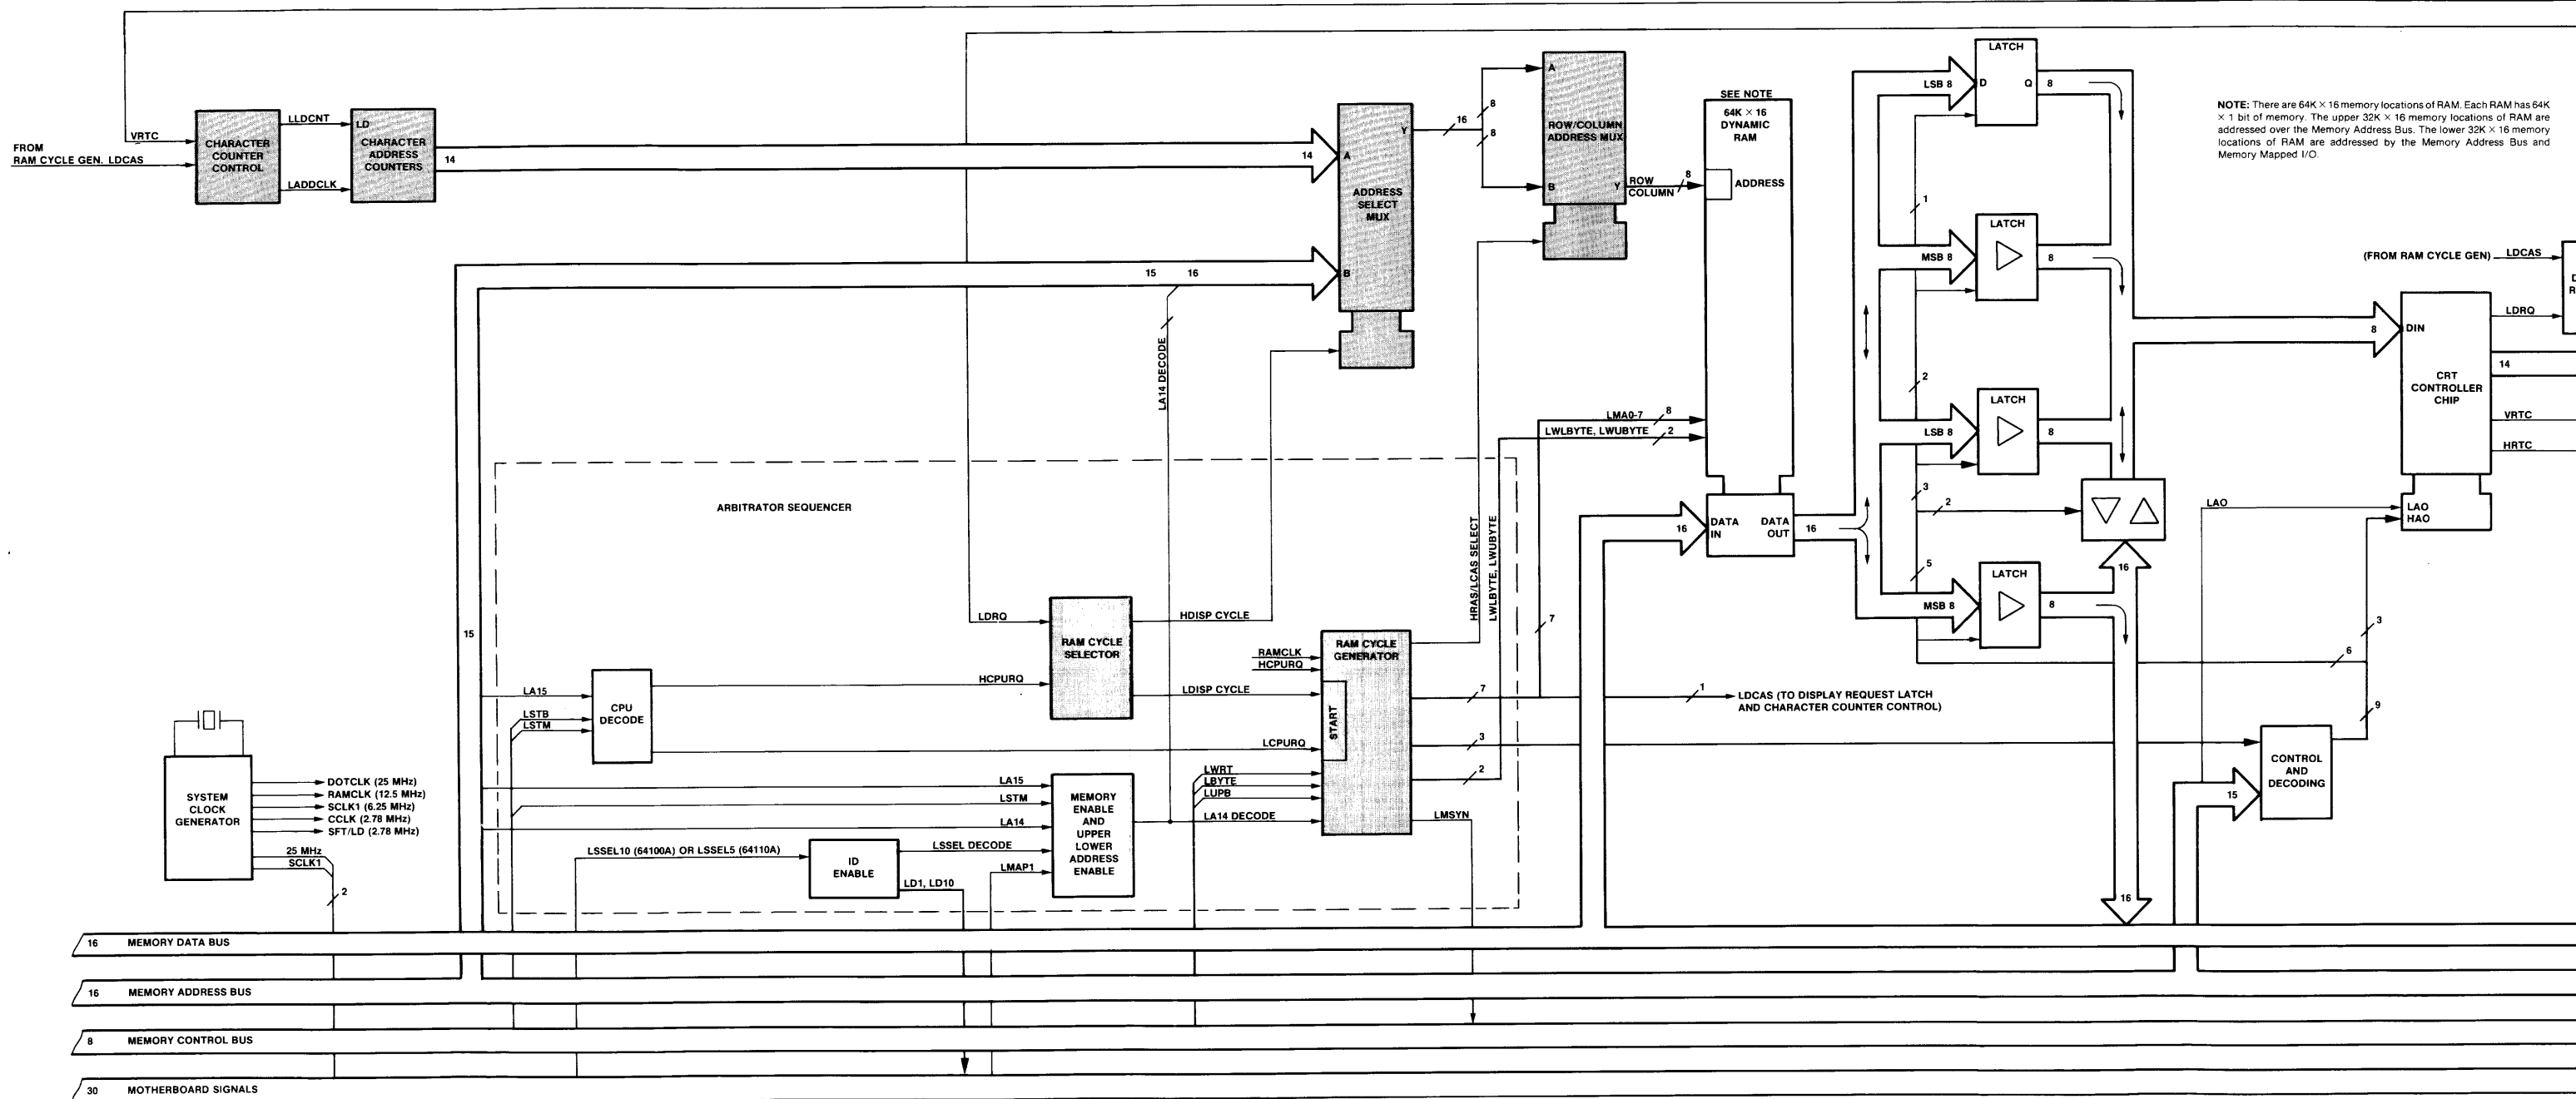 FROM
RAM CYCLE GEN. LDCAS
VRTC
CHARACTER
COUNTER
CONTROL
LLDCNT
LADDCLK
LD
CHARACTER
ADDRESS
COUNTERS
14
14
A
B
Y
ADDRESS
SELECT
MUX
15
16
LA14 DECODE
16
8
8
A
ROW/COLUMN
ADDRESS MUX
B
Y
ROW
COLUMN
8
SEE NOTE
64K × 16
DYNAMIC
RAM
ADDRESS
LMA0-7
8
LWLBYTE, LWUBYTE
2
DATA
IN
DATA
OUT
16
16
LATCH
LSB 8
D
Q
8
1
LATCH
MSB 8
8
2
LATCH
LSB 8
8
3
2
5
LATCH
MSB 8
8
16
16
NOTE: There are 64K × 16 memory locations of RAM. Each RAM has 64K
× 1 bit of memory. The upper 32K × 16 memory locations of RAM are
addressed over the Memory Address Bus. The lower 32K × 16 memory
locations of RAM are addressed by the Memory Address Bus and
Memory Mapped I/O.
(FROM RAM CYCLE GEN)
LDCAS
D
R
LDRQ
8
DIN
CRT
CONTROLLER
CHIP
14
VRTC
HRTC
LAO
LAO
HAO
3
6
9
CONTROL
AND
DECODING
15
ARBITRATOR SEQUENCER
15
LDRQ
RAM CYCLE
SELECTOR
HDISP CYCLE
HCPURQ
LDISP CYCLE
LA15
LSTB
LSTM
CPU
DECODE
LCPURQ
RAMCLK
HCPURQ
RAM CYCLE
GENERATOR
START
HRAS/LCAS SELECT
LWLBYTE, LWUBYTE
7
7
1
LDCAS (TO DISPLAY REQUEST LATCH
AND CHARACTER COUNTER CONTROL)
3
2
LWRT
LBYTE
LUPB
LA14 DECODE
LMSYN
LA15
LSTM
LA14
MEMORY
ENABLE
AND
UPPER
LOWER
ADDRESS
ENABLE
LSSEL10 (64100A) OR LSSEL5 (64110A)
ID
ENABLE
LSSEL DECODE
LD1, LD10
LMAP1
SYSTEM
CLOCK
GENERATOR
DOTCLK (25 MHz)
RAMCLK (12.5 MHz)
SCLK1 (6.25 MHz)
CCLK (2.78 MHz)
SFT/LD (2.78 MHz)
25 MHz
SCLK1
2
16 MEMORY DATA BUS
16 MEMORY ADDRESS BUS
8 MEMORY CONTROL BUS
30 MOTHERBOARD SIGNALS